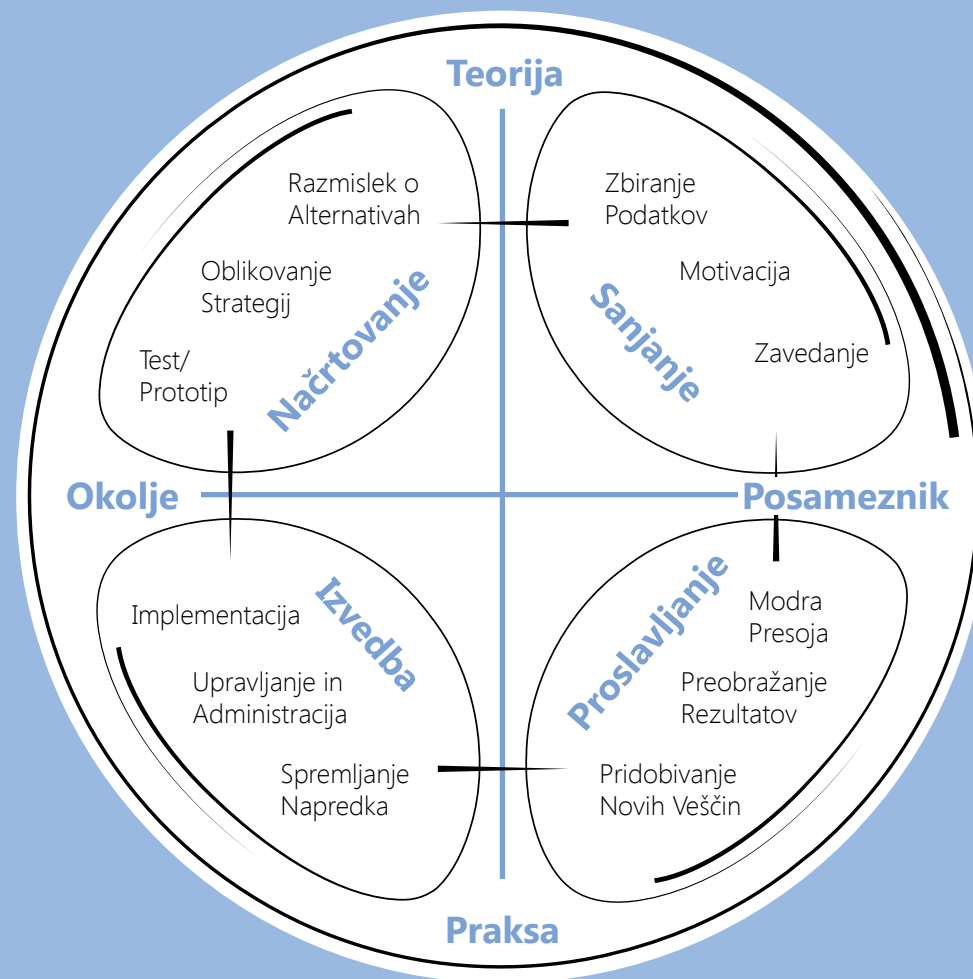 Teorija
Razmislek o
Alternativah
Oblikovanje
Strategij
Test/
Prototip
Načrtovanje
Zbiranje
Podatkov
Motivacija
Zavedanje
Sanjanje
Okolje
Posameznik
Implementacija
Upravljanje in
Administracija
Spremljanje
Napredka
Izvedba
Modra
Presoja
Preobražanje
Rezultatov
Pridobivanje
Novih Veščin
Proslavljanje
Praksa